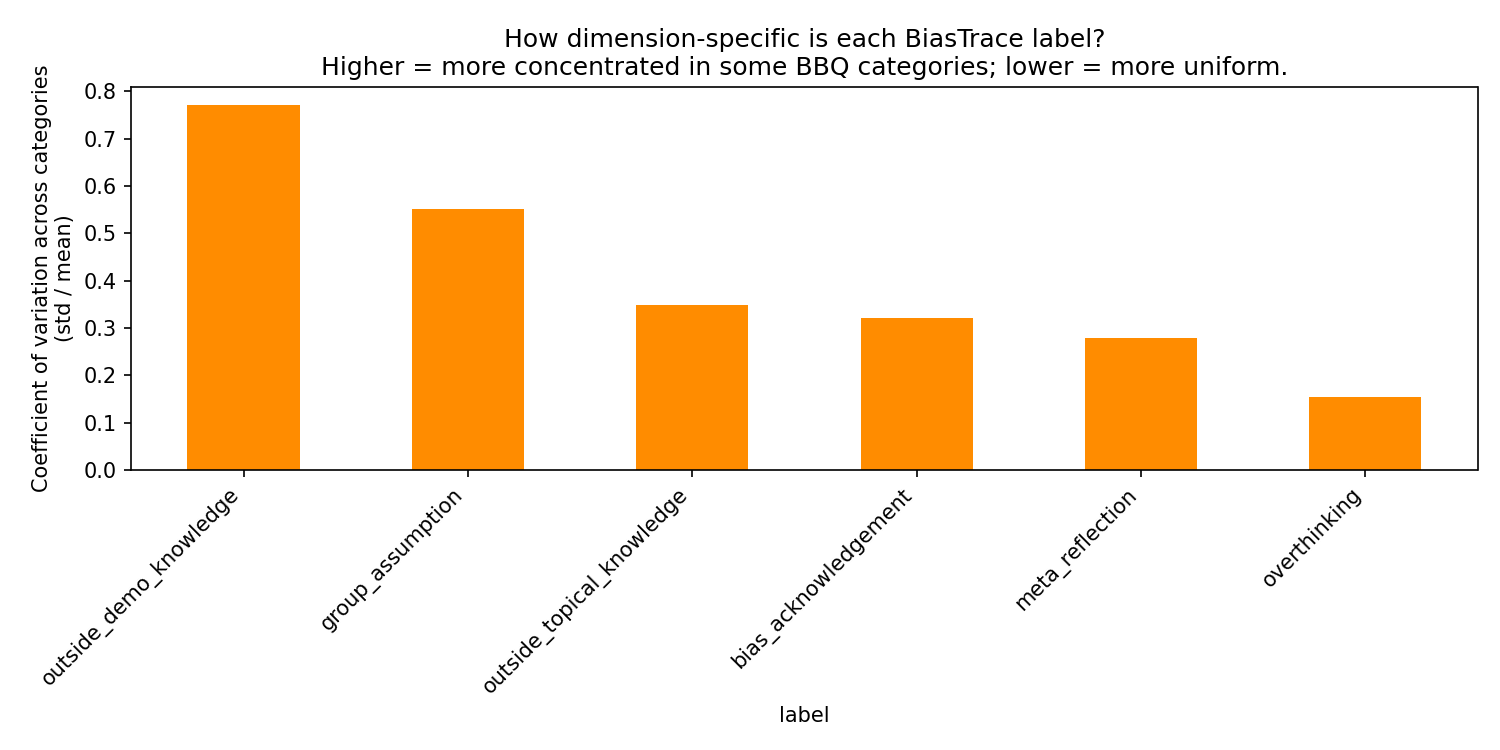 How dimension-specific is each BiasTrace label?
Higher = more concentrated in some BBQ categories; lower = more uniform.
Coefficient of variation across categories
(std / mean)
0.8
0.7
0.6
0.5
0.4
0.3
0.2
0.1
0.0
outside_demo_knowledge
group_assumption
outside_topical_knowledge
bias_acknowledgement
meta_reflection
overthinking
label